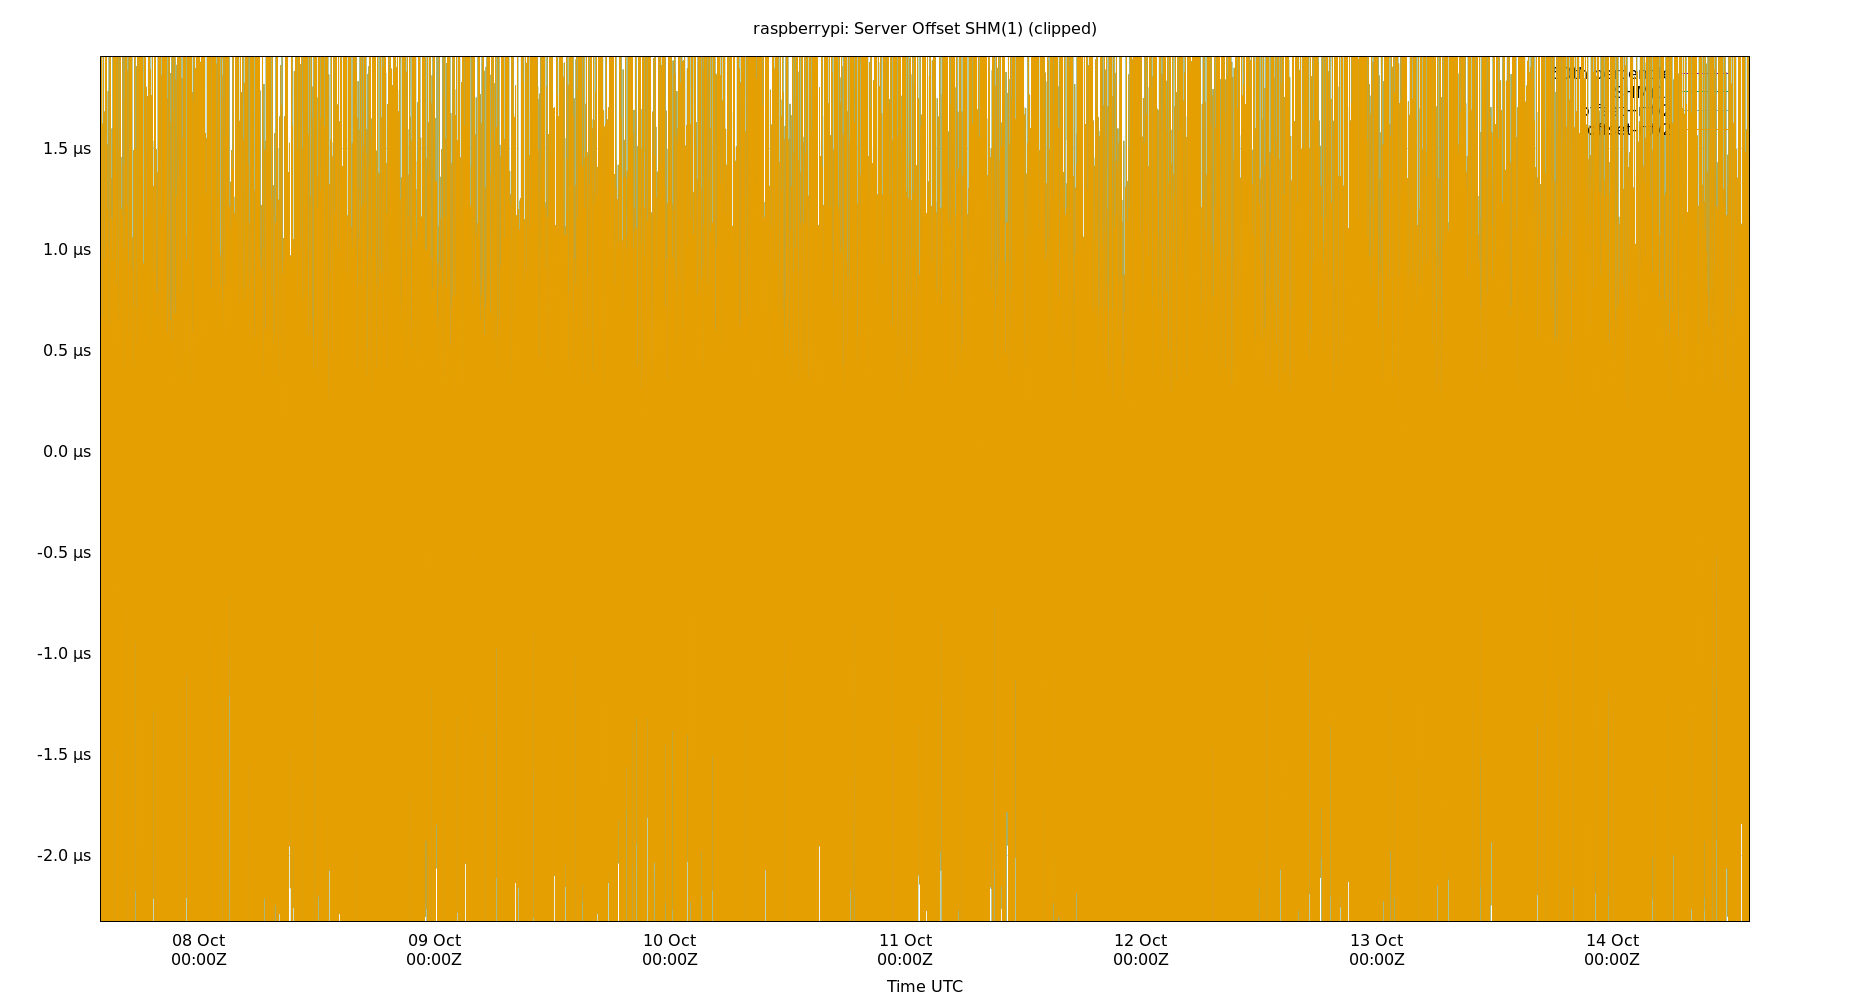 raspberrypi: Server Offset SHM(1) (clipped)
1.5 µs
1.0 µs
0.5 µs
0.0 µs
-0.5 µs
-1.0 µs
-1.5 µs
-2.0 µs
08 Oct 09 Oct 10 Oct 11 Oct 12 Oct 13 Oct 14 Oct
00:00Z 00:00Z 00:00Z 00:00Z 00:00Z 00:00Z 00:00Z
Time UTC